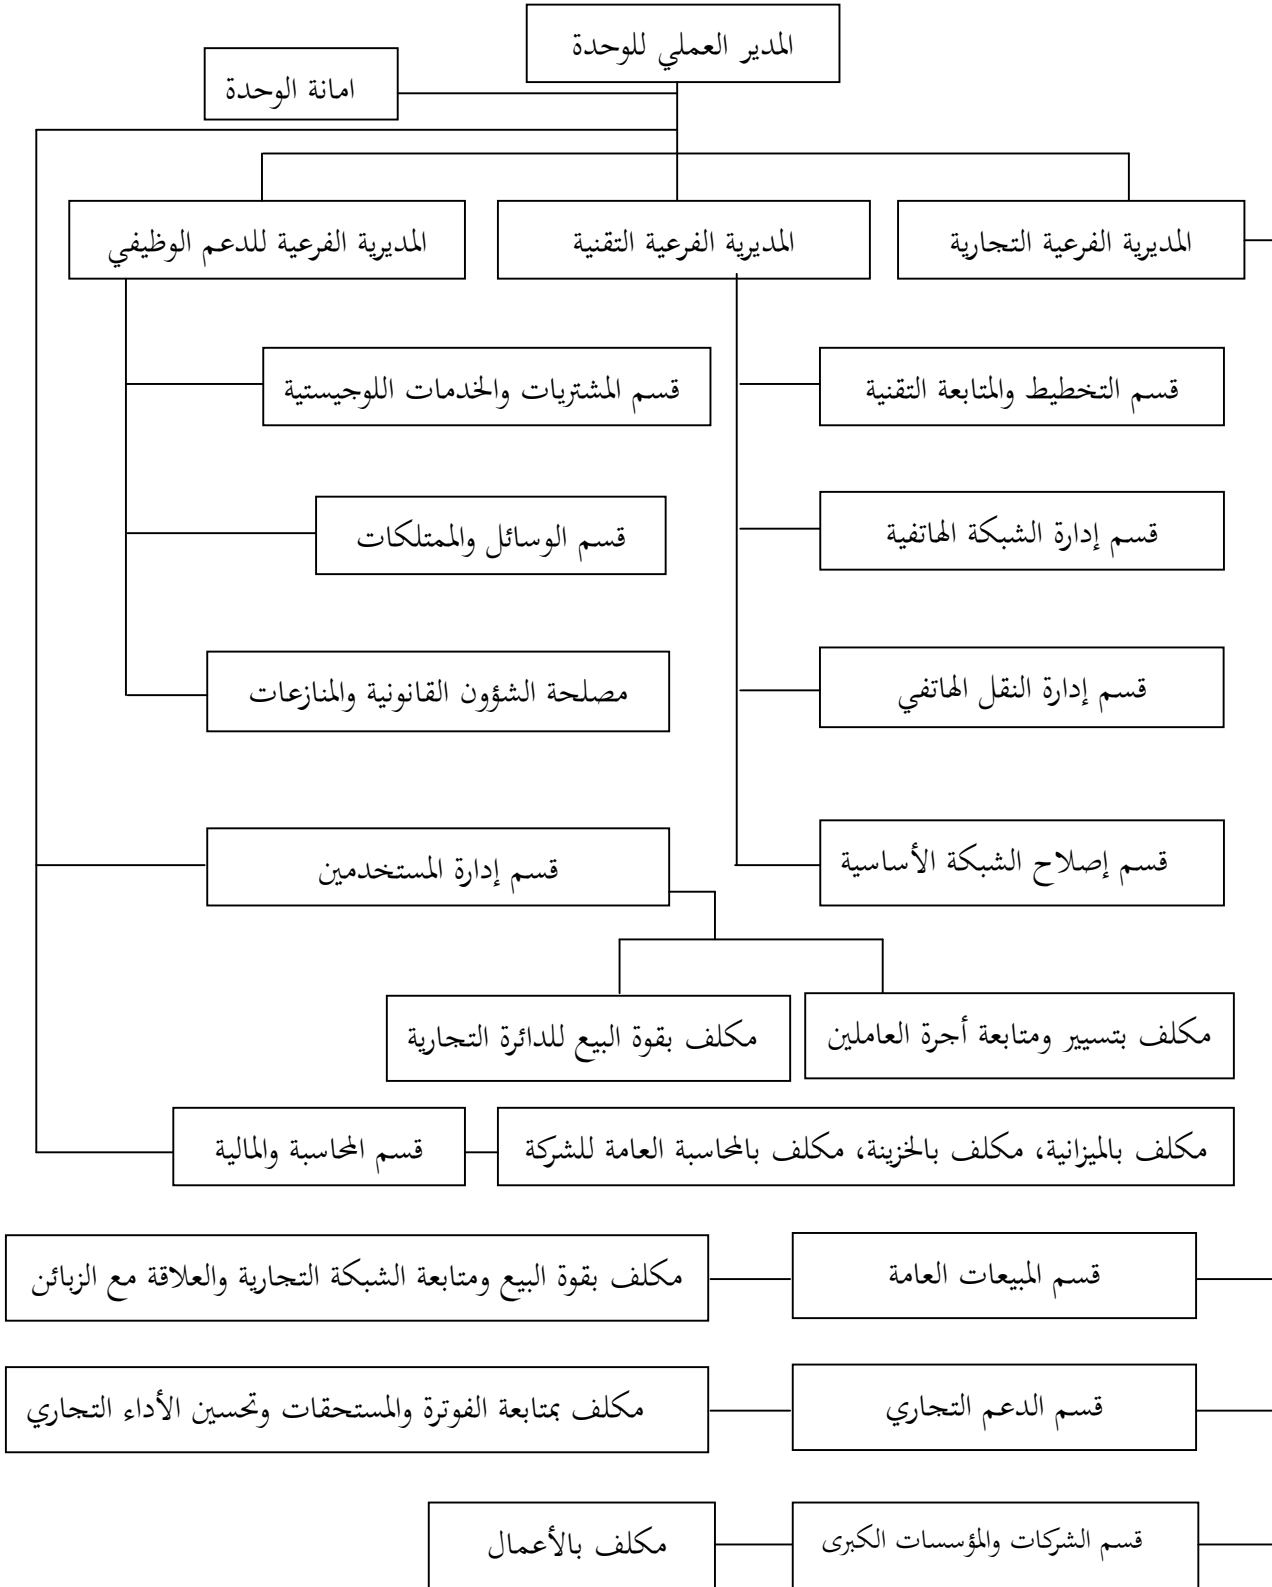 المدير العملي للوحدة
امانة الوحدة
المديرية الفرعية التجارية
المديرية الفرعية التقنية
المديرية الفرعية للدعم الوظيفي
قسم التخطيط والمتابعة التقنية
قسم المشتريات والخدمات اللوجيستية
قسم إدارة الشبكة الهاتفية
قسم الوسائل والممتلكات
قسم إدارة النقل الهاتفي
مصلحة الشؤون القانونية والمنازعات
قسم إصلاح الشبكة الأساسية
قسم إدارة المستخدمين
مكلف بتسيير ومتابعة أجرة العاملين
مكلف بقوة البيع للدائرة التجارية
مكلف بالميزانية، مكلف بالخزينة، مكلف بالمحاسبة العامة للشركة
قسم المحاسبة والمالية
قسم المبيعات العامة
مكلف بقوة البيع ومتابعة الشبكة التجارية والعلاقة مع الزبائن
قسم الدعم التجاري
مكلف بمتابعة الفوترة والمستحقات وتحسين الأداء التجاري
قسم الشركات والمؤسسات الكبرى
مكلف بالأعمال